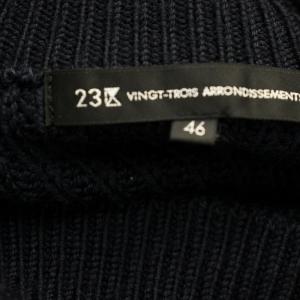 23区 VINGT-TROIS ARRONDISSEMENTS
46